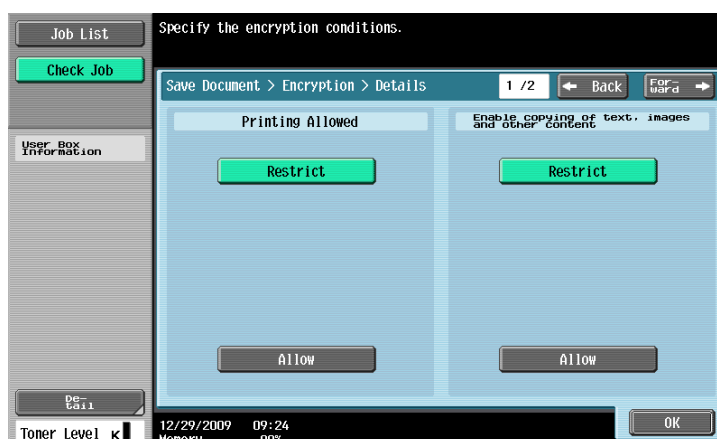 Job List
Check Job
User Box
Information
De-
tail
Toner Level K
Specify the encryption conditions.
Save Document > Encryption > Details
1 /2
Back
For-
ward
Printing Allowed
Restrict
Allow
Enable copying of text, images
and other content
Restrict
Allow
12/29/2009 09:24
Memory 99%
OK